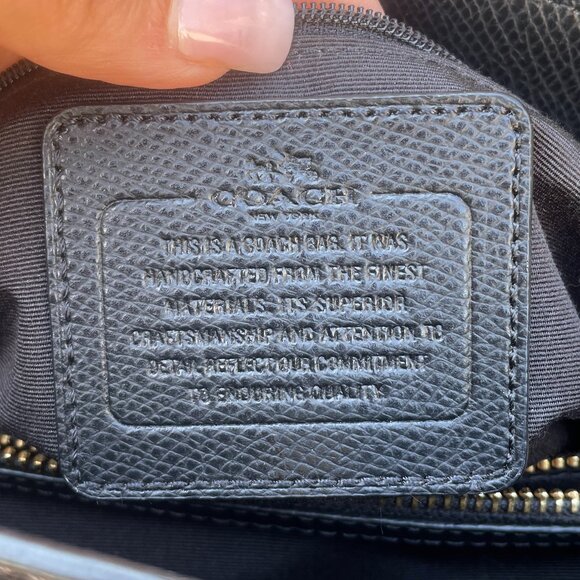 COACH
NEW YORK
THIS IS A COACH BAG. IT WAS
HANDCRAFTED FROM THE FINEST
MATERIALS. ITS SUPERIOR
CRAFTSMANSHIP AND ATTENTION TO
DETAIL REFLECT OUR COMMITMENT
TO ENDURING QUALITY.